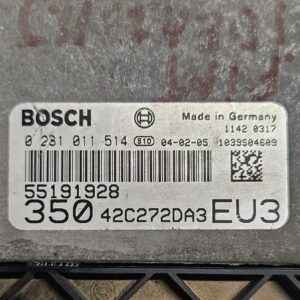 BOSCH
Made in Germany
1142 0317
0 281 011 514 810 04-02-05 1039S04609
55191928
350 42C272DA3 EU3